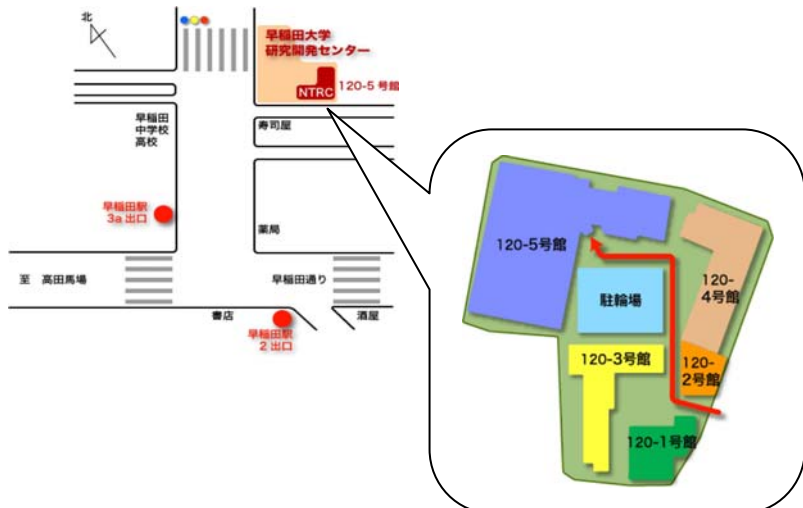 北
早稲田大学
研究開発センター
NTRC
120-5 号館
早稲田
中学校
高校
寿司屋
早稲田駅
3a 出口
薬局
至 高田馬場
早稲田通り
書店
早稲田駅
2 出口
酒屋
120-5号館
120-
4号館
駐輪場
120-3号館
120-
2号館
120-1号館